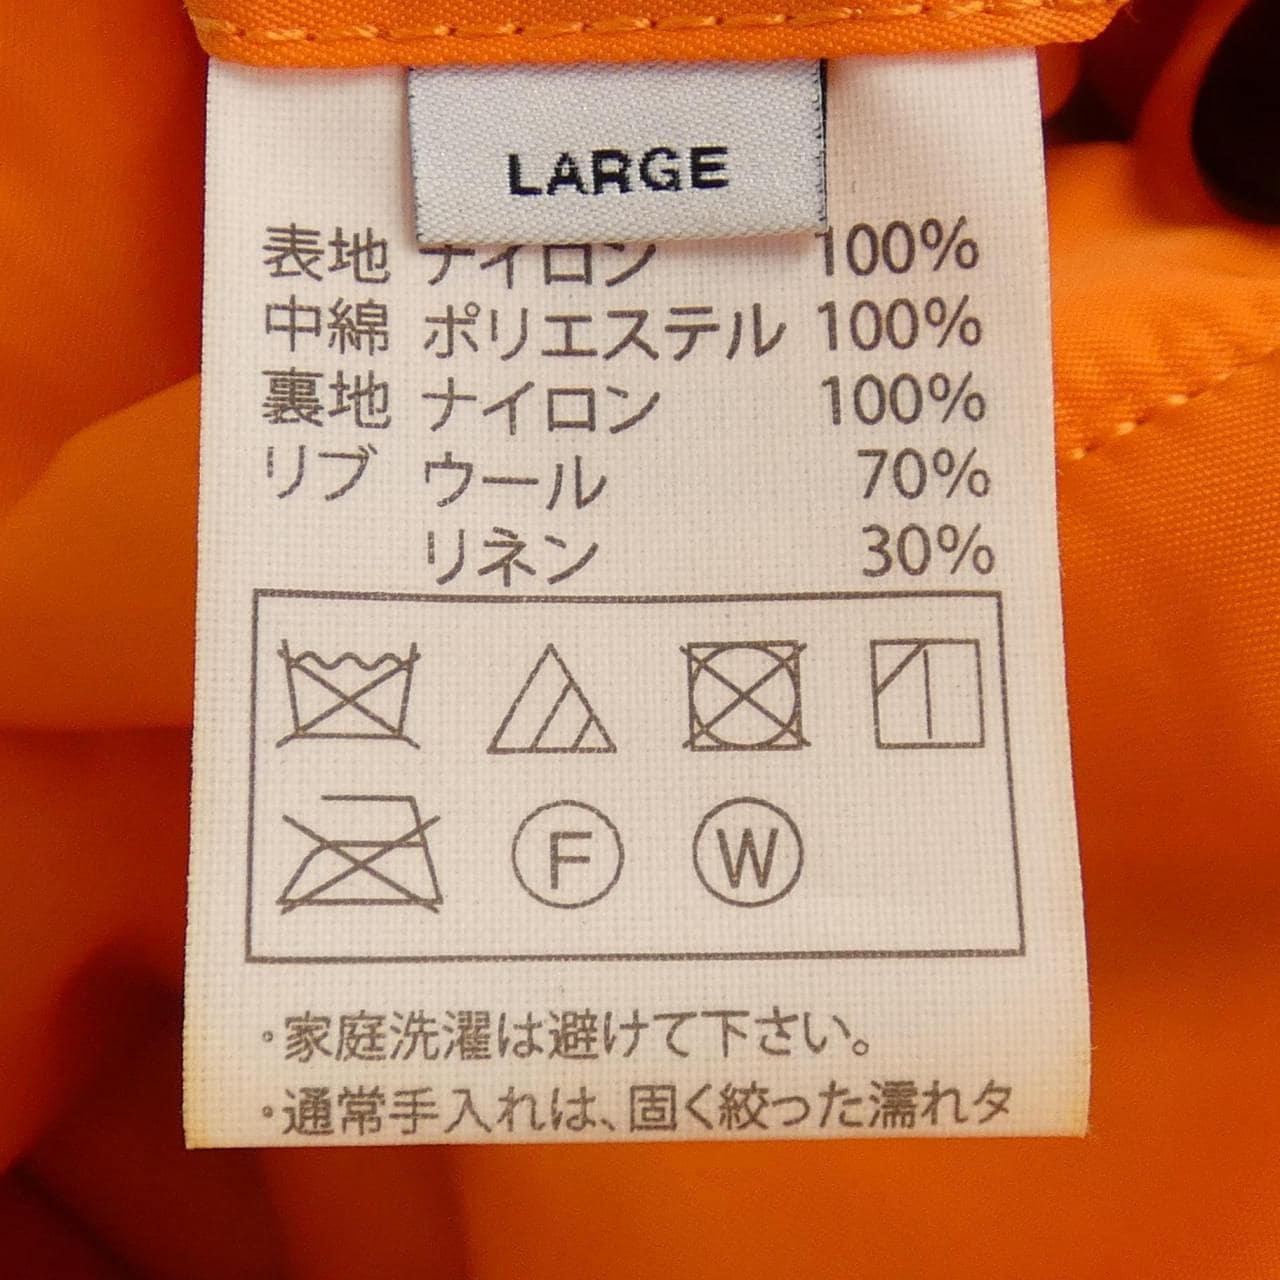 LARGE
表地 ナイロン 100%
中綿 ポリエステル 100%
裏地 ナイロン 100%
リブ ウール 70%
リネン 30%
F W
・家庭洗濯は避けて下さい。
・通常手入れは、固く絞った濡れタ